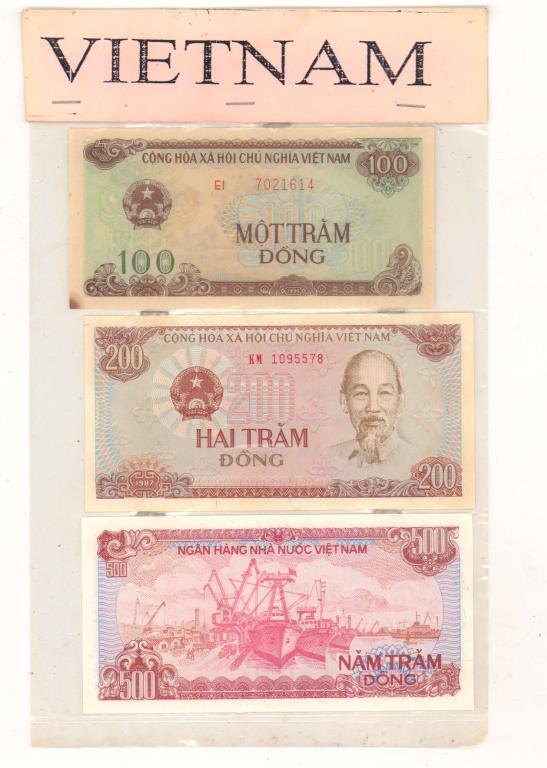 VIETNAM
CỘNG HÒA XÃ HỘI CHỦ NGHĨA VIỆT NAM
100
EI 7021614
MỘT TRĂM
ĐỒNG
100
CỘNG HÒA XÃ HỘI CHỦ NGHĨA VIỆT NAM
200
KM 1095578
200
HAI TRĂM
ĐỒNG
1987
200
NGÂN HÀNG NHÀ NƯỚC VIỆT NAM
500
500
NĂM TRĂM
ĐỒNG
500